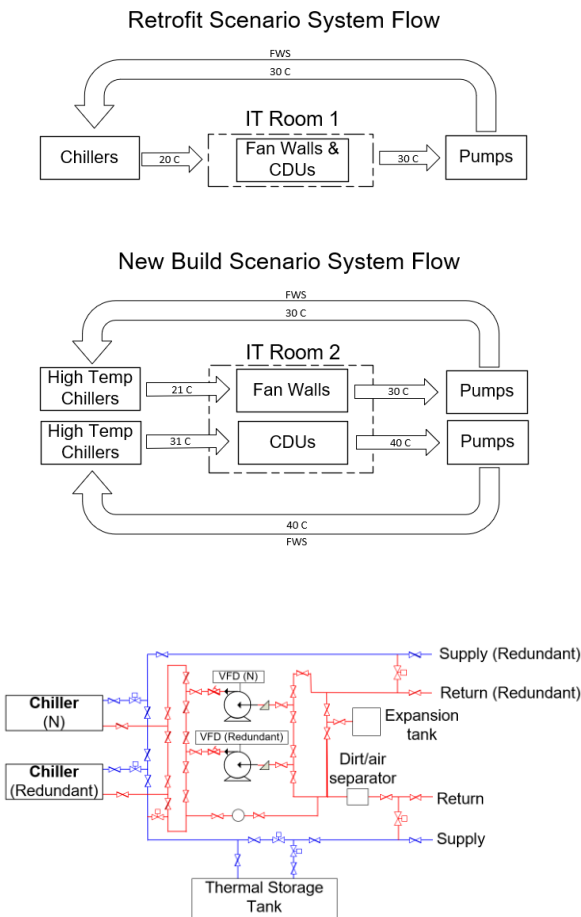 Retrofit Scenario System Flow
FWS
30 C
IT Room 1
Chillers
20 C
Fan Walls &
CDUs
30 C
Pumps
New Build Scenario System Flow
FWS
30 C
IT Room 2
High Temp
Chillers
21 C
Fan Walls
30 C
Pumps
High Temp
Chillers
31 C
CDUs
40 C
Pumps
40 C
FWS
Supply (Redundant)
VFD (N)
Return (Redundant)
Chiller
(N)
Expansion
tank
VFD (Redundant)
Dirt/air
separator
Chiller
(Redundant)
Return
Supply
Thermal Storage
Tank